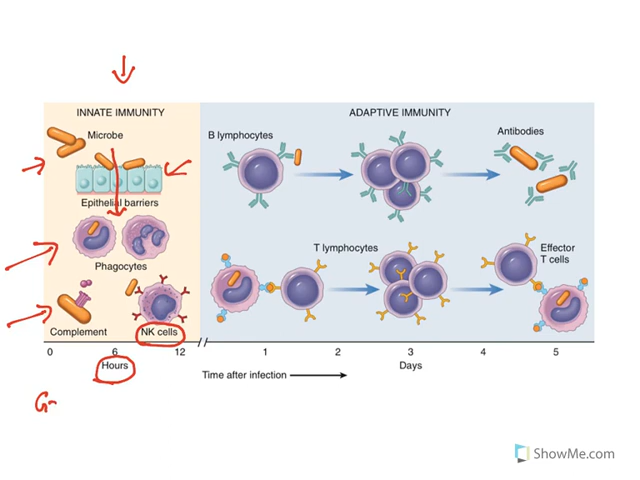 INNATE IMMUNITY
ADAPTIVE IMMUNITY
Microbe
B lymphocytes
Antibodies
Epithelial barriers
Phagocytes
T lymphocytes
Effector
T cells
Complement
NK cells
0 6 12 1 2 3 4 5
Hours
Days
Time after infection
ShowMe.com